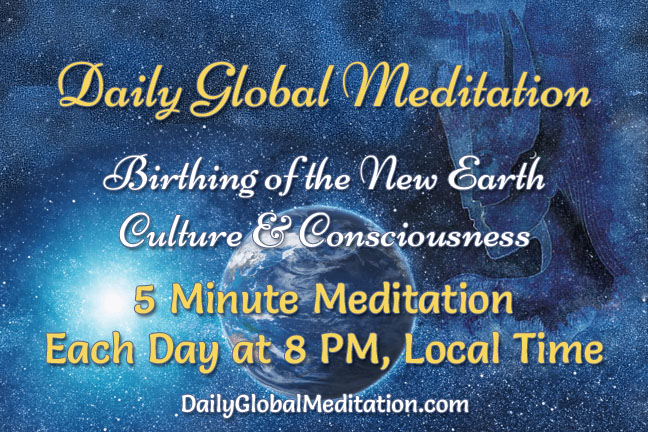 Daily Global Meditation
Birthing of the New Earth
Culture & Consciousness
5 Minute Meditation
Each Day at 8 PM, Local Time
DailyGlobalMeditation.com